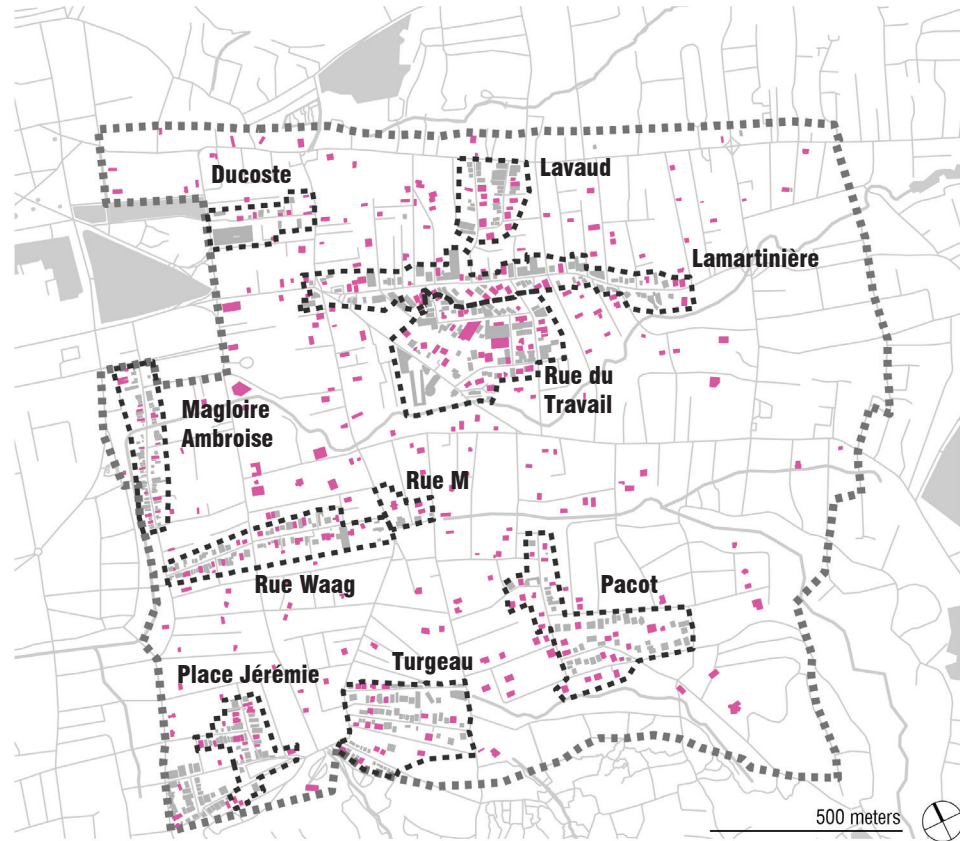 Ducoste
Lavaud
Lamartinière
Rue du
Travail
Magloire
Ambroise
Rue M
Rue Waag
Pacot
Place Jérémie
Turgeau
500 meters